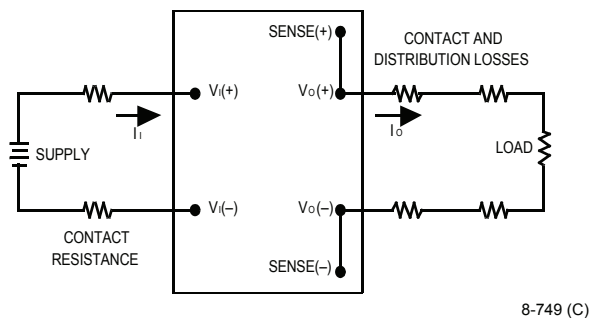 SENSE(+)
CONTACT AND
DISTRIBUTION LOSSES
VI(+)
VO(+)
II
IO
SUPPLY
LOAD
VI(–)
VO(–)
CONTACT
RESISTANCE
SENSE(–)
8-749 (C)